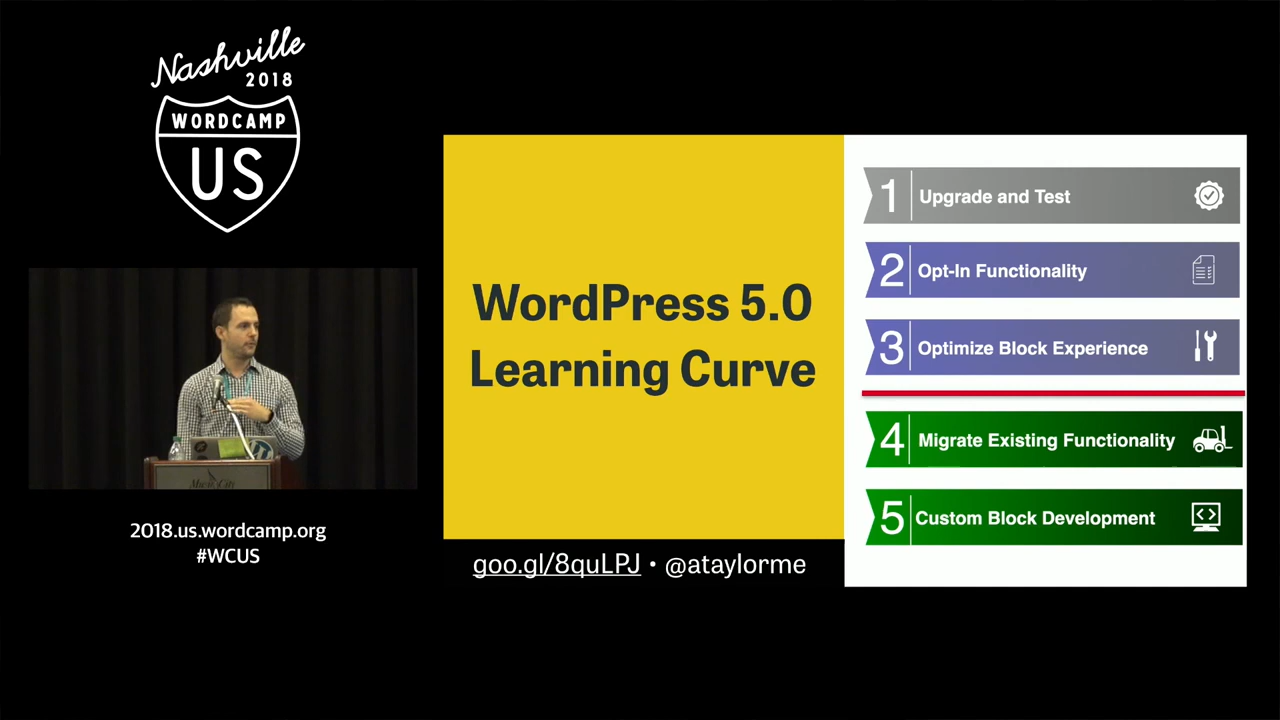 Nashville
2018
WORDCAMP
US
2018.us.wordcamp.org
#WCUS
WordPress 5.0
Learning Curve
goo.gl/8quLPJ • @ataylorme
1 Upgrade and Test
2 Opt-In Functionality
3 Optimize Block Experience
4 Migrate Existing Functionality
5 Custom Block Development